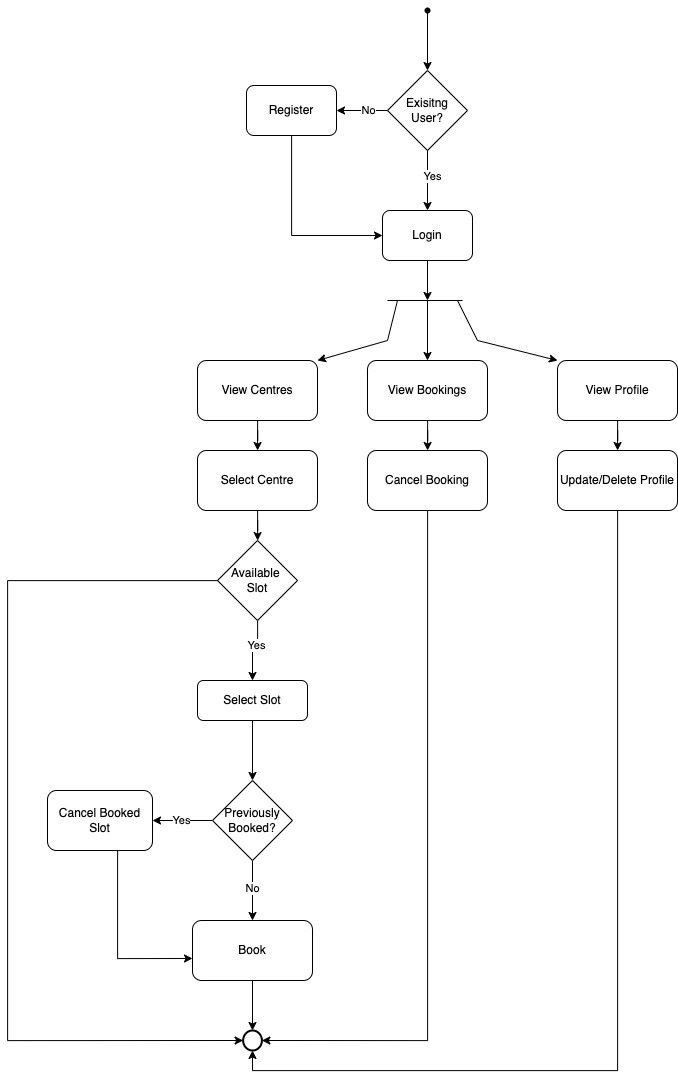 Exisitng
User?
No
Register
Yes
Login
View Centres
View Bookings
View Profile
Select Centre
Cancel Booking
Update/Delete Profile
Available
Slot
Yes
Select Slot
Previously
Booked?
Yes
Cancel Booked
Slot
No
Book